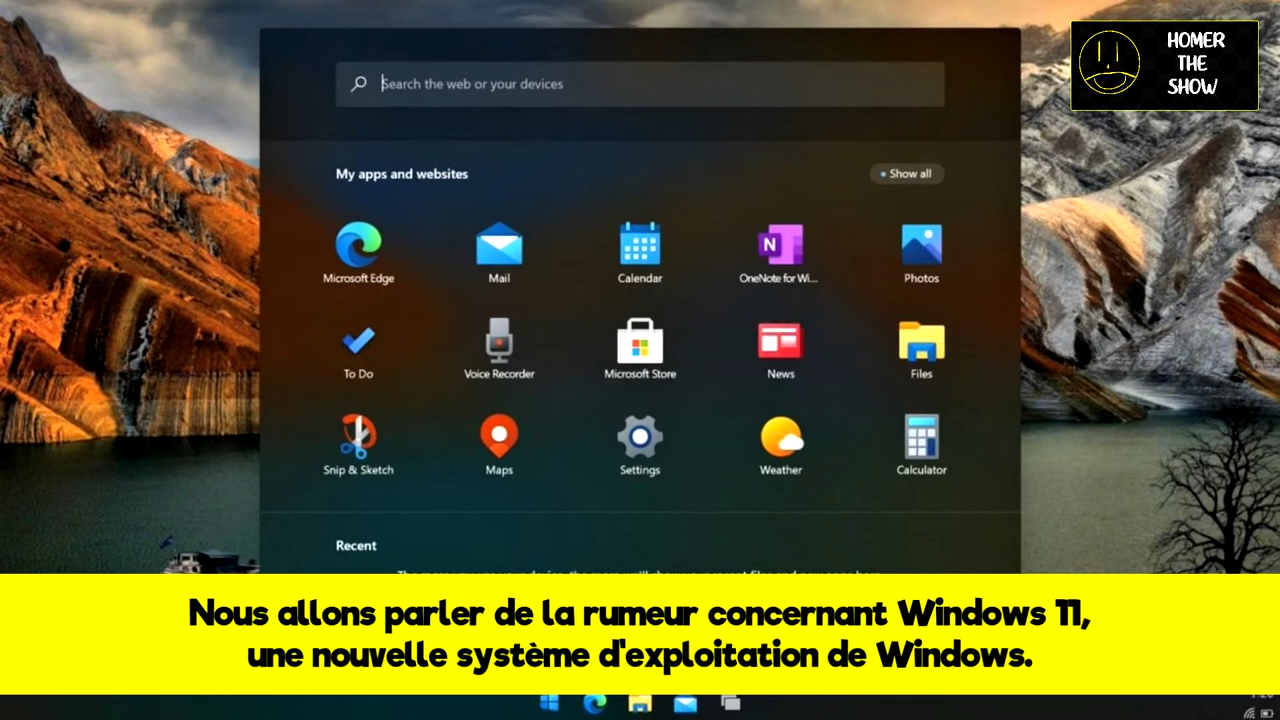 HOMER
THE
SHOW
Search the web or your devices
My apps and websites
Show all
Microsoft Edge
Mail
Calendar
OneNote for Wi...
Photos
To Do
Voice Recorder
Microsoft Store
News
Files
Snip & Sketch
Maps
Settings
Weather
Calculator
Recent
Nous allons parler de la rumeur concernant Windows 11,
une nouvelle système d'exploitation de Windows.